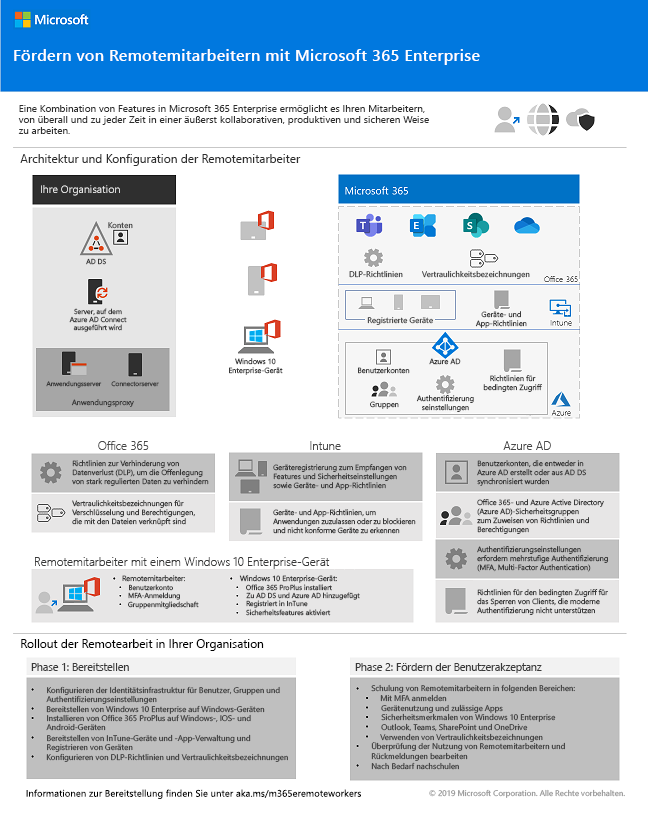 Microsoft
Fördern von Remotemitarbeitern mit Microsoft 365 Enterprise
Eine Kombination von Features in Microsoft 365 Enterprise ermöglicht es Ihren Mitarbeitern,
von überall und zu jeder Zeit in einer äußerst kollaborativen, produktiven und sicheren Weise
zu arbeiten.
Architektur und Konfiguration der Remotemitarbeiter
Ihre Organisation
Konten
AD DS
Server, auf dem
Azure AD Connect
ausgeführt wird
Anwendungsserver
Connectorserver
Anwendungsproxy
Windows 10
Enterprise-Gerät
Microsoft 365
DLP-Richtlinien
Vertraulichkeitsbezeichnungen
Office 365
Registrierte Geräte
Geräte- und
App-Richtlinien
Intune
Azure AD
Benutzerkonten
Gruppen
Authentifizierung
seinstellungen
Richtlinien für
bedingten Zugriff
Azure
Office 365
Richtlinien zur Verhinderung von
Datenverlust (DLP), um die Offenlegung
von stark regulierten Daten zu verhindern
Vertraulichkeitsbezeichnungen für
Verschlüsselung und Berechtigungen,
die mit den Dateien verknüpft sind
Intune
Geräteregistrierung zum Empfangen von
Features und Sicherheitseinstellungen
sowie Geräte- und App-Richtlinien
Geräte- und App-Richtlinien, um
Anwendungen zuzulassen oder zu blockieren
und nicht konforme Geräte zu erkennen
Azure AD
Benutzerkonten, die entweder in
Azure AD erstellt oder aus AD DS
synchronisiert wurden
Office 365- und Azure Active Directory
(Azure AD)-Sicherheitsgruppen
zum Zuweisen von Richtlinien und
Berechtigungen
Authentifizierungseinstellungen
erfordern mehrstufige Authentifizierung
(MFA, Multi-Factor Authentication)
Richtlinien für den bedingten Zugriff für
das Sperren von Clients, die moderne
Authentifizierung nicht unterstützen
Remotemitarbeiter mit einem Windows 10 Enterprise-Gerät
• Remotemitarbeiter:
• Benutzerkonto
• MFA-Anmeldung
• Gruppenmitgliedschaft
• Windows 10 Enterprise-Gerät:
• Office 365 ProPlus installiert
• Zu AD DS und Azure AD hinzugefügt
• Registriert in InTune
• Sicherheitsfeatures aktiviert
Rollout der Remotearbeit in Ihrer Organisation
Phase 1: Bereitstellen
• Konfigurieren der Identitätsinfrastruktur für Benutzer, Gruppen und
Authentifizierungseinstellungen
• Bereitstellen von Windows 10 Enterprise auf Windows-Geräten
• Installieren von Office 365 ProPlus auf Windows-, IOS- und
Android-Geräten
• Bereitstellen von InTune-Geräte und -App-Verwaltung und
Registrieren von Geräten
• Konfigurieren von DLP-Richtlinien und Vertraulichkeitsbezeichnungen
Phase 2: Fördern der Benutzerakzeptanz
• Schulung von Remotemitarbeitern in folgenden Bereichen:
• Mit MFA anmelden
• Gerätenutzung und zulässige Apps
• Sicherheitsmerkmalen von Windows 10 Enterprise
• Outlook, Teams, SharePoint und OneDrive
• Verwenden von Vertraulichkeitsbezeichnungen
• Überprüfung der Nutzung von Remotemitarbeitern und
Rückmeldungen bearbeiten
• Nach Bedarf nachschulen
Informationen zur Bereitstellung finden Sie unter aka.ms/m365eremoteworkers
© 2019 Microsoft Corporation. Alle Rechte vorbehalten.